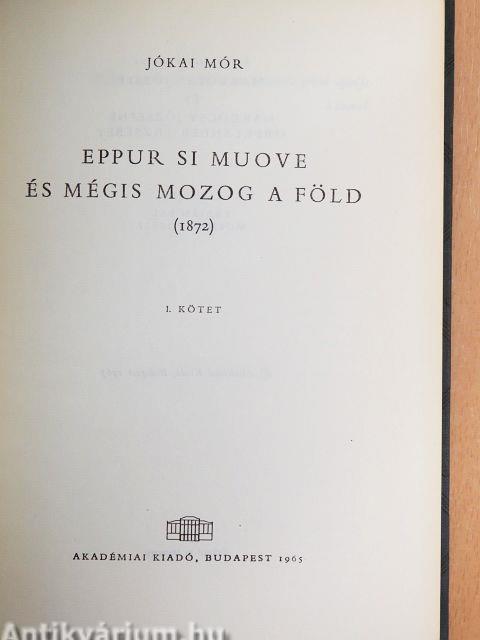 JÓKAI MÓR
EPPUR SI MUOVE
ÉS MÉGIS MOZOG A FÖLD
(1872)
I. KÖTET
AKADÉMIAI KIADÓ, BUDAPEST 1965
Antikvárium.hu